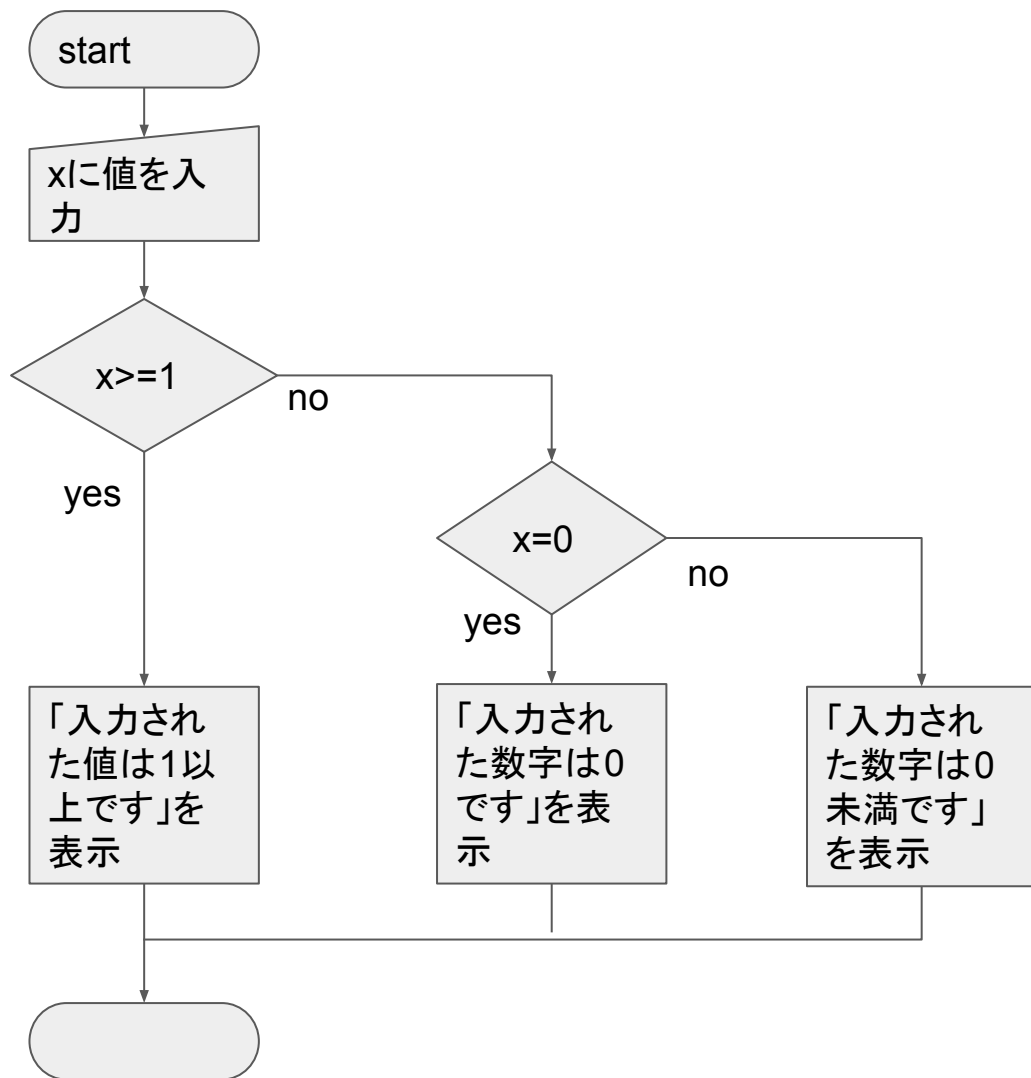 start
xに値を入
力
x>=1
no
yes
x=0
no
yes
「入力され
た値は1以
上です」を
表示
「入力され
た数字は0
です」を表
示
「入力され
た数字は0
未満です」
を表示